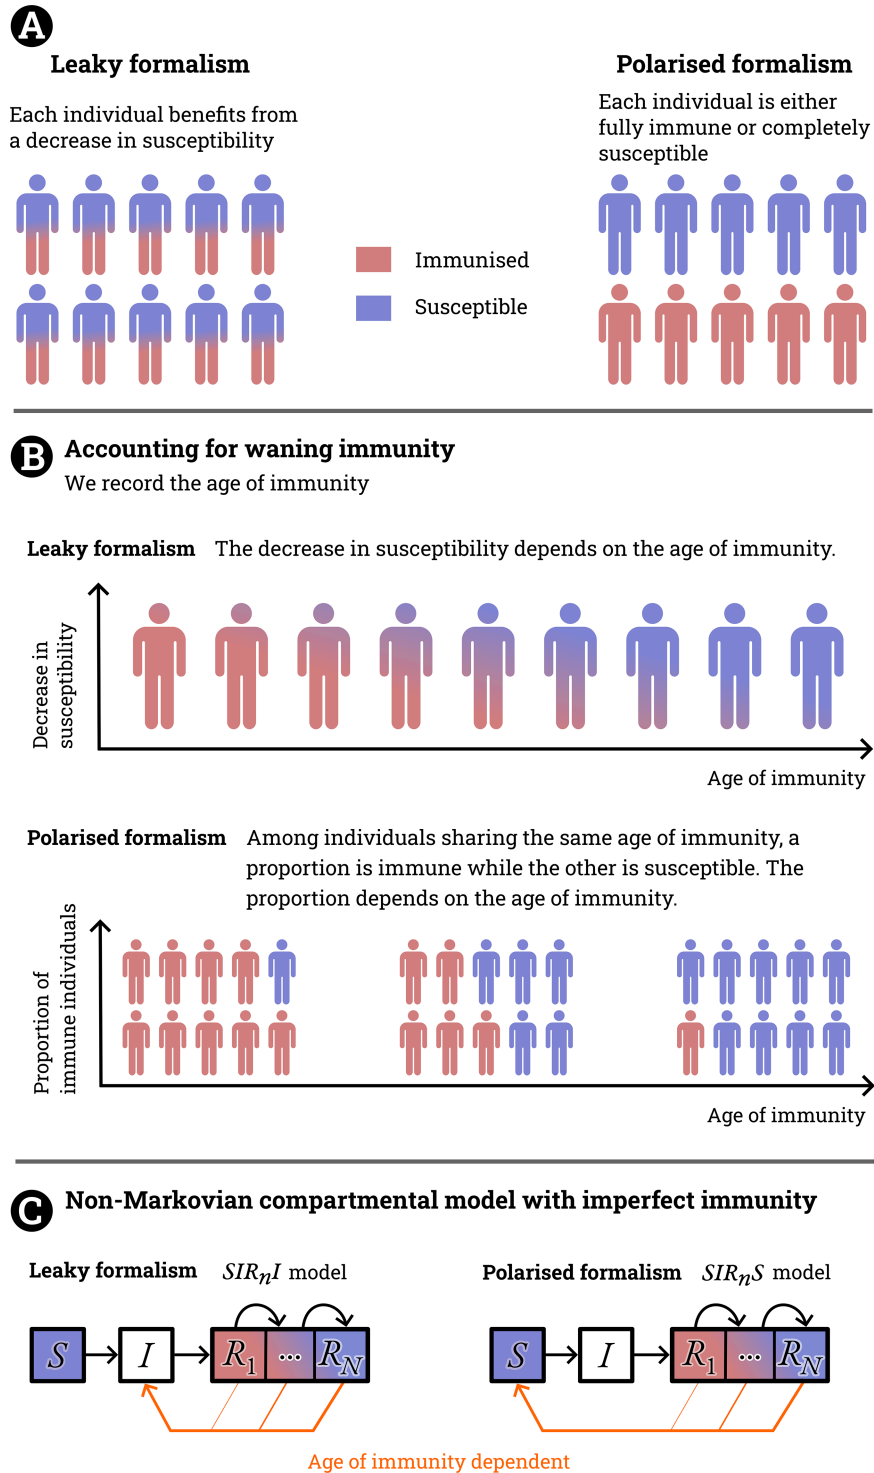 A
Leaky formalism
Each individual benefits from
a decrease in susceptibility
Polarised formalism
Each individual is either
fully immune or completely
susceptible
Immunised
Susceptible
B Accounting for waning immunity
We record the age of immunity
Leaky formalism The decrease in susceptibility depends on the age of immunity.
Decrease in
susceptibility
Age of immunity
Polarised formalism Among individuals sharing the same age of immunity, a
proportion is immune while the other is susceptible. The
proportion depends on the age of immunity.
Proportion of
immune individuals
Age of immunity
C Non-Markovian compartmental model with imperfect immunity
Leaky formalism SIRₙI model
Polarised formalism SIRₙS model
S I R₁ ... R_N
S I R₁ ... R_N
Age of immunity dependent